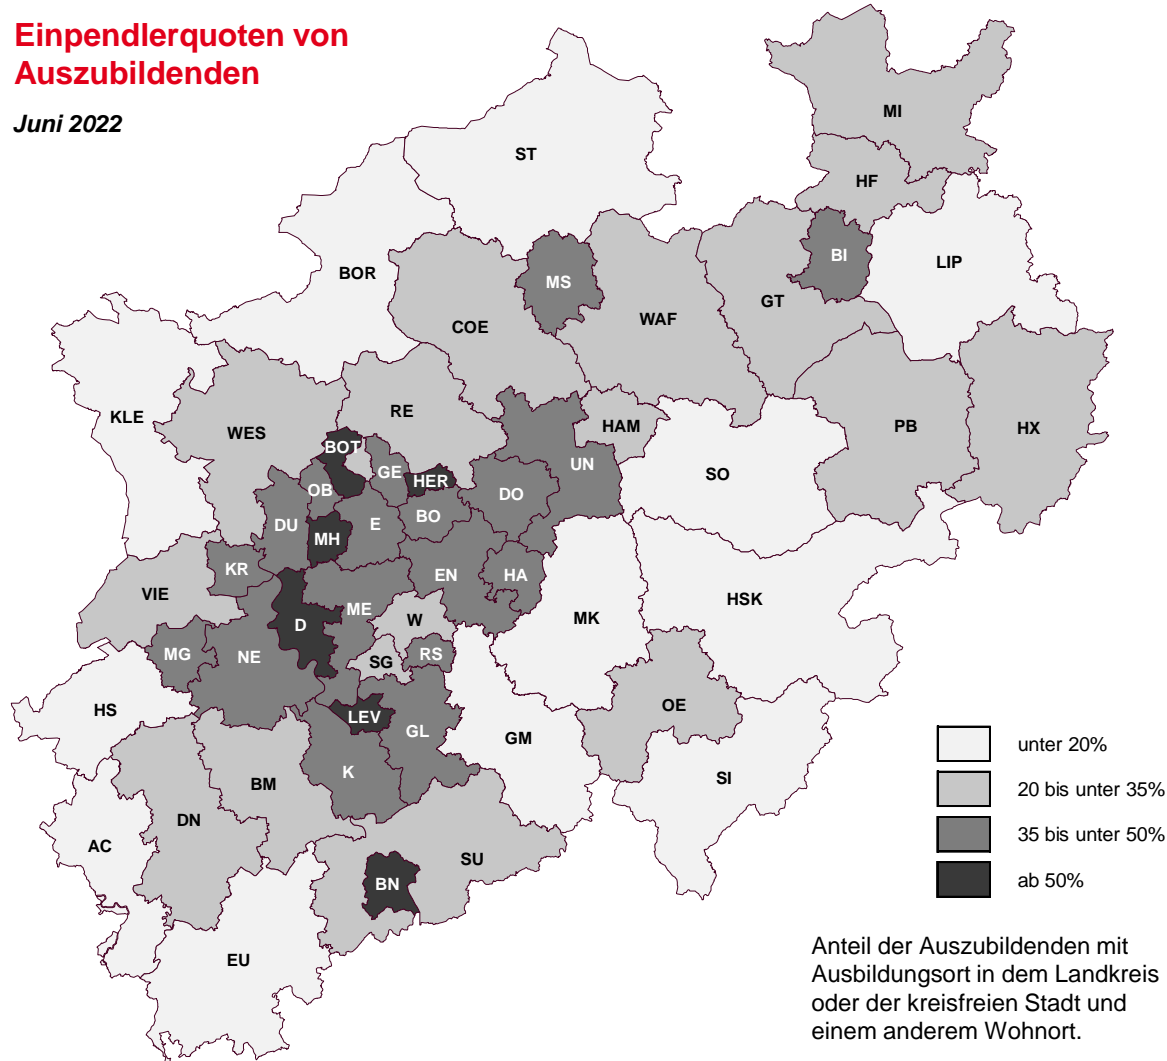 Einpendlerquoten von
Auszubildenden
Juni 2022
MI
ST
HF
BI
LIP
BOR
MS
GT
WAF
COE
KLE
RE
WES
HAM
PB
HX
BOT
GE
HER
UN
SO
OB
DO
DU
E
BO
MH
KR
EN
HA
VIE
HSK
ME
MK
D
W
MG
NE
SG
RS
OE
HS
LEV
GL
GM
K
SI
BM
DN
AC
SU
BN
EU
unter 20%
20 bis unter 35%
35 bis unter 50%
ab 50%
Anteil der Auszubildenden mit
Ausbildungsort in dem Landkreis
oder der kreisfreien Stadt und
einem anderem Wohnort.